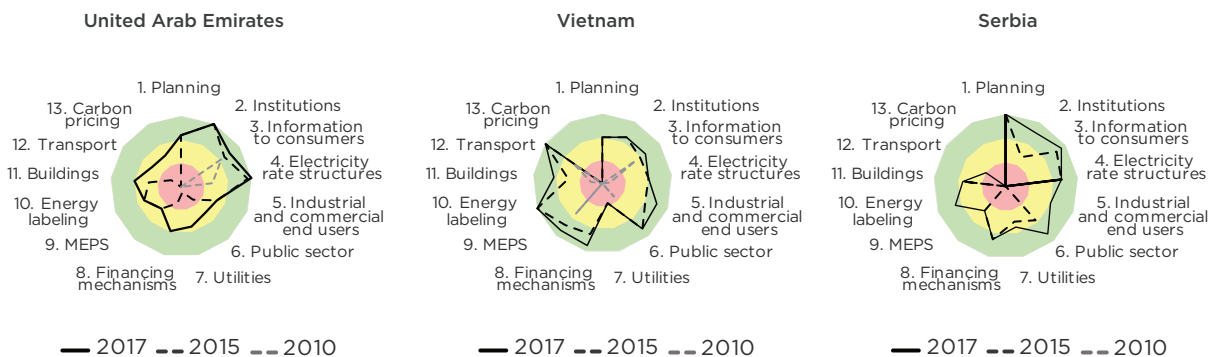 United Arab Emirates
1. Planning
2. Institutions
3. Information
to consumers
4. Electricity
rate structures
5. Industrial
and commercial
end users
6. Public sector
7. Utilities
8. Financing
mechanisms
9. MEPS
10. Energy
labeling
11. Buildings
12. Transport
13. Carbon
pricing
2017 2015 2010
Vietnam
1. Planning
2. Institutions
3. Information
to consumers
4. Electricity
rate structures
5. Industrial
and commercial
end users
6. Public sector
7. Utilities
8. Financing
mechanisms
9. MEPS
10. Energy
labeling
11. Buildings
12. Transport
13. Carbon
pricing
2017 2015 2010
Serbia
1. Planning
2. Institutions
3. Information
to consumers
4. Electricity
rate structures
5. Industrial
and commercial
end users
6. Public sector
7. Utilities
8. Financing
mechanisms
9. MEPS
10. Energy
labeling
11. Buildings
12. Transport
13. Carbon
pricing
2017 2015 2010